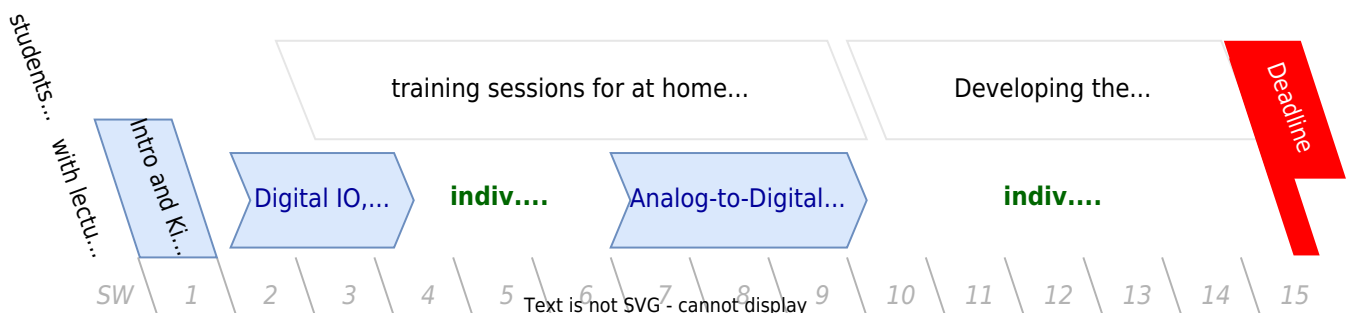 students...
with lectu...
Intro and Ki....
training sessions for at home...
Developing the...
Deadline
Digital IO,...
indiv....
Analog-to-Digital...
indiv....
SW 1 2 3 4 5 6 7 8 9 10 11 12 13 14 15
Text is not SVG - cannot display